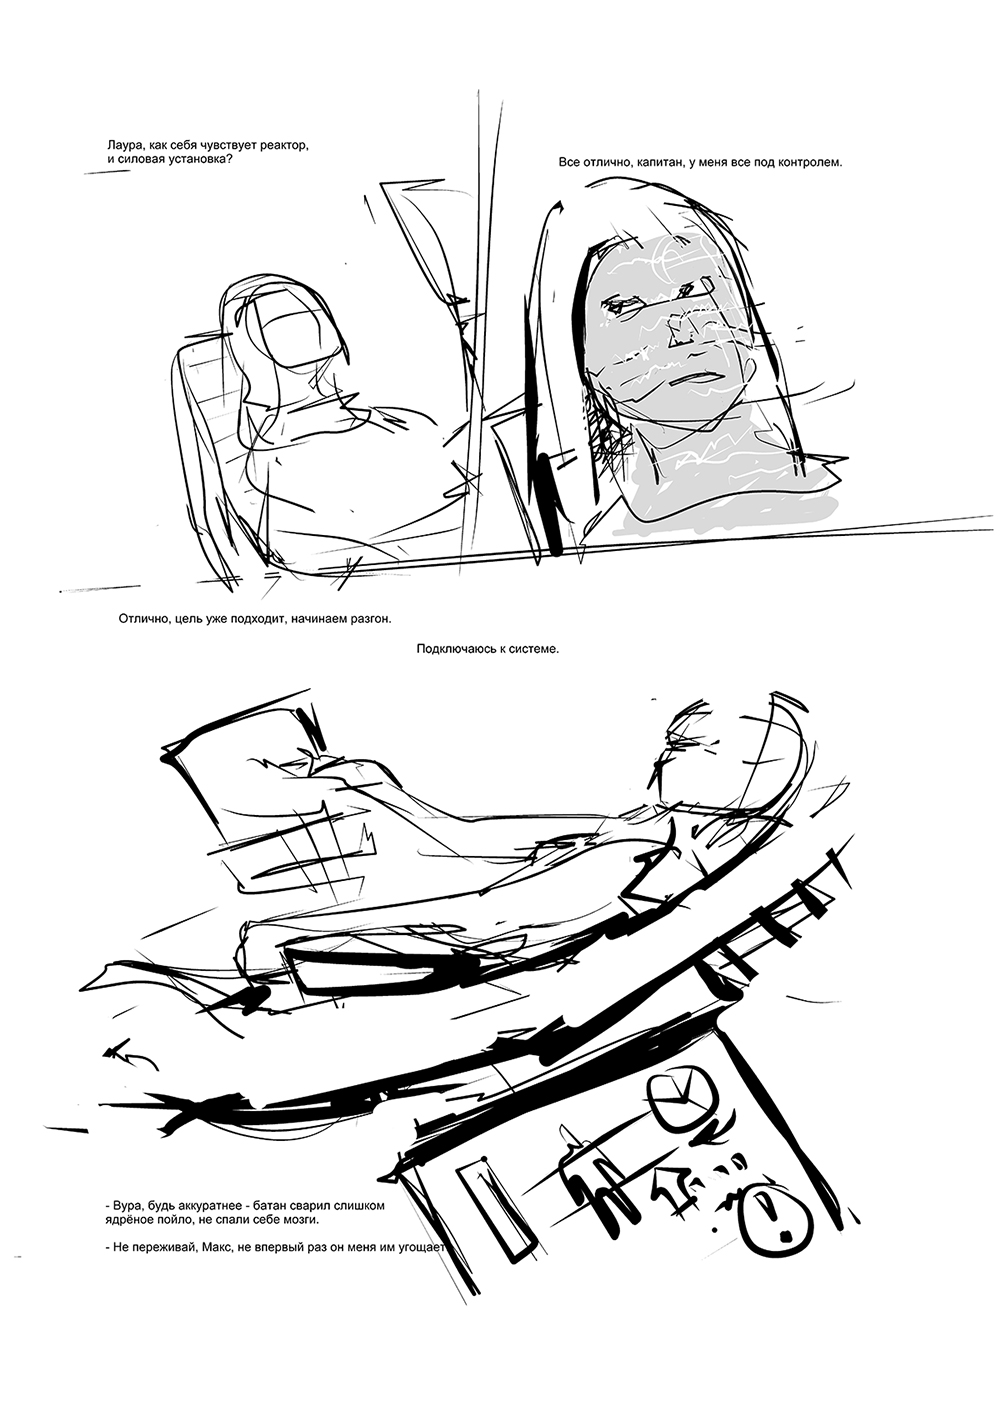 Лаура, как себя чувствует реактор,
и силовая установка?
Все отлично, капитан, у меня все под контролем.
Отлично, цель уже подходит, начинаем разгон.
Подключаюсь к системе.
- Вура, будь аккуратнее - батан сварил слишком
ядрёное пойло, не спали себе мозги.
- Не переживай, Макс, не впервый раз он меня им угощает